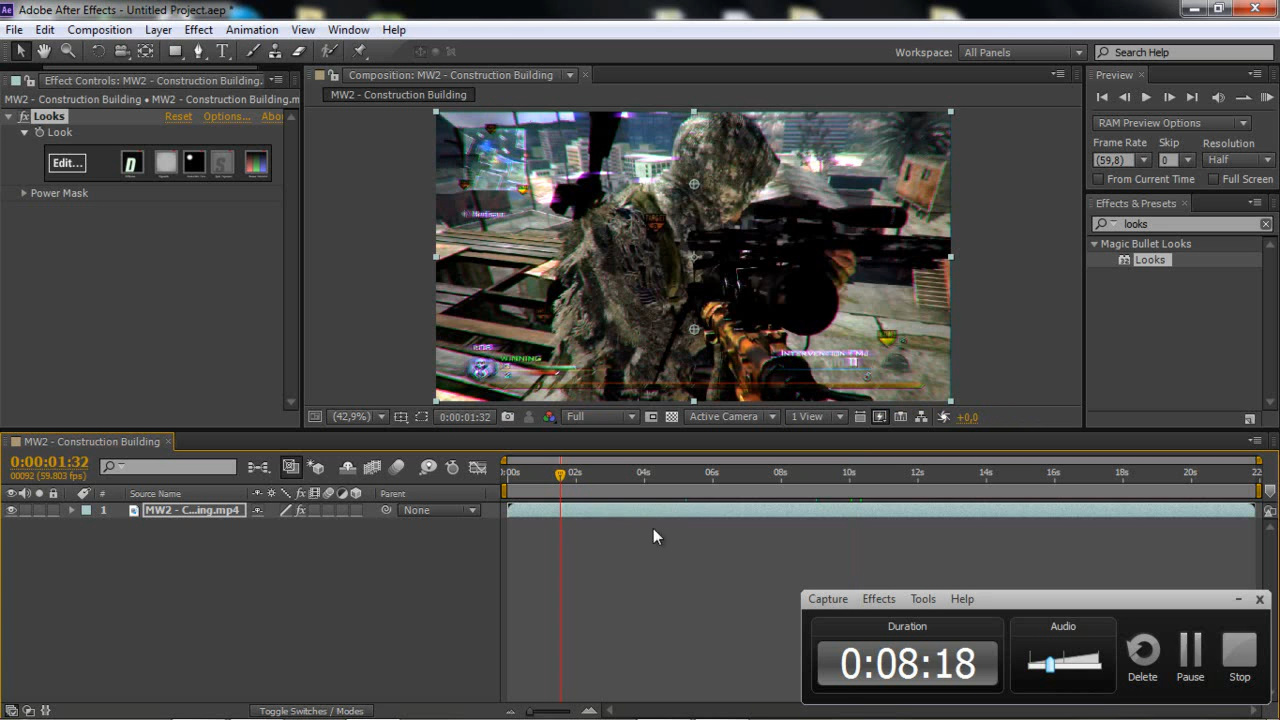 Adobe After Effects - Untitled Project.aep *
File Edit Composition Layer Effect Animation View Window Help
Workspace: All Panels Search Help
Effect Controls: MW2 - Construction Building.
MW2 - Construction Building • MW2 - Construction Building.m
fx Looks Reset Options... Abo
Look
Edit...
Power Mask
Composition: MW2 - Construction Building
MW2 - Construction Building
WINNING
(42,9%) 0:00:01:32 Full Active Camera 1 View +0,0
Preview
RAM Preview Options
Frame Rate Skip Resolution
(59,8) 0 Half
From Current Time Full Screen
Effects & Presets
looks
Magic Bullet Looks
Looks
MW2 - Construction Building
0:00:01:32
00092 (59.803 fps)
0:00s 02s 04s 06s 08s 10s 12s 14s 16s 18s 20s 22
# Source Name Parent
1 MW2 - C...ing.mp4 None
Toggle Switches / Modes
Capture Effects Tools Help
Duration Audio
0:08:18
Delete Pause Stop